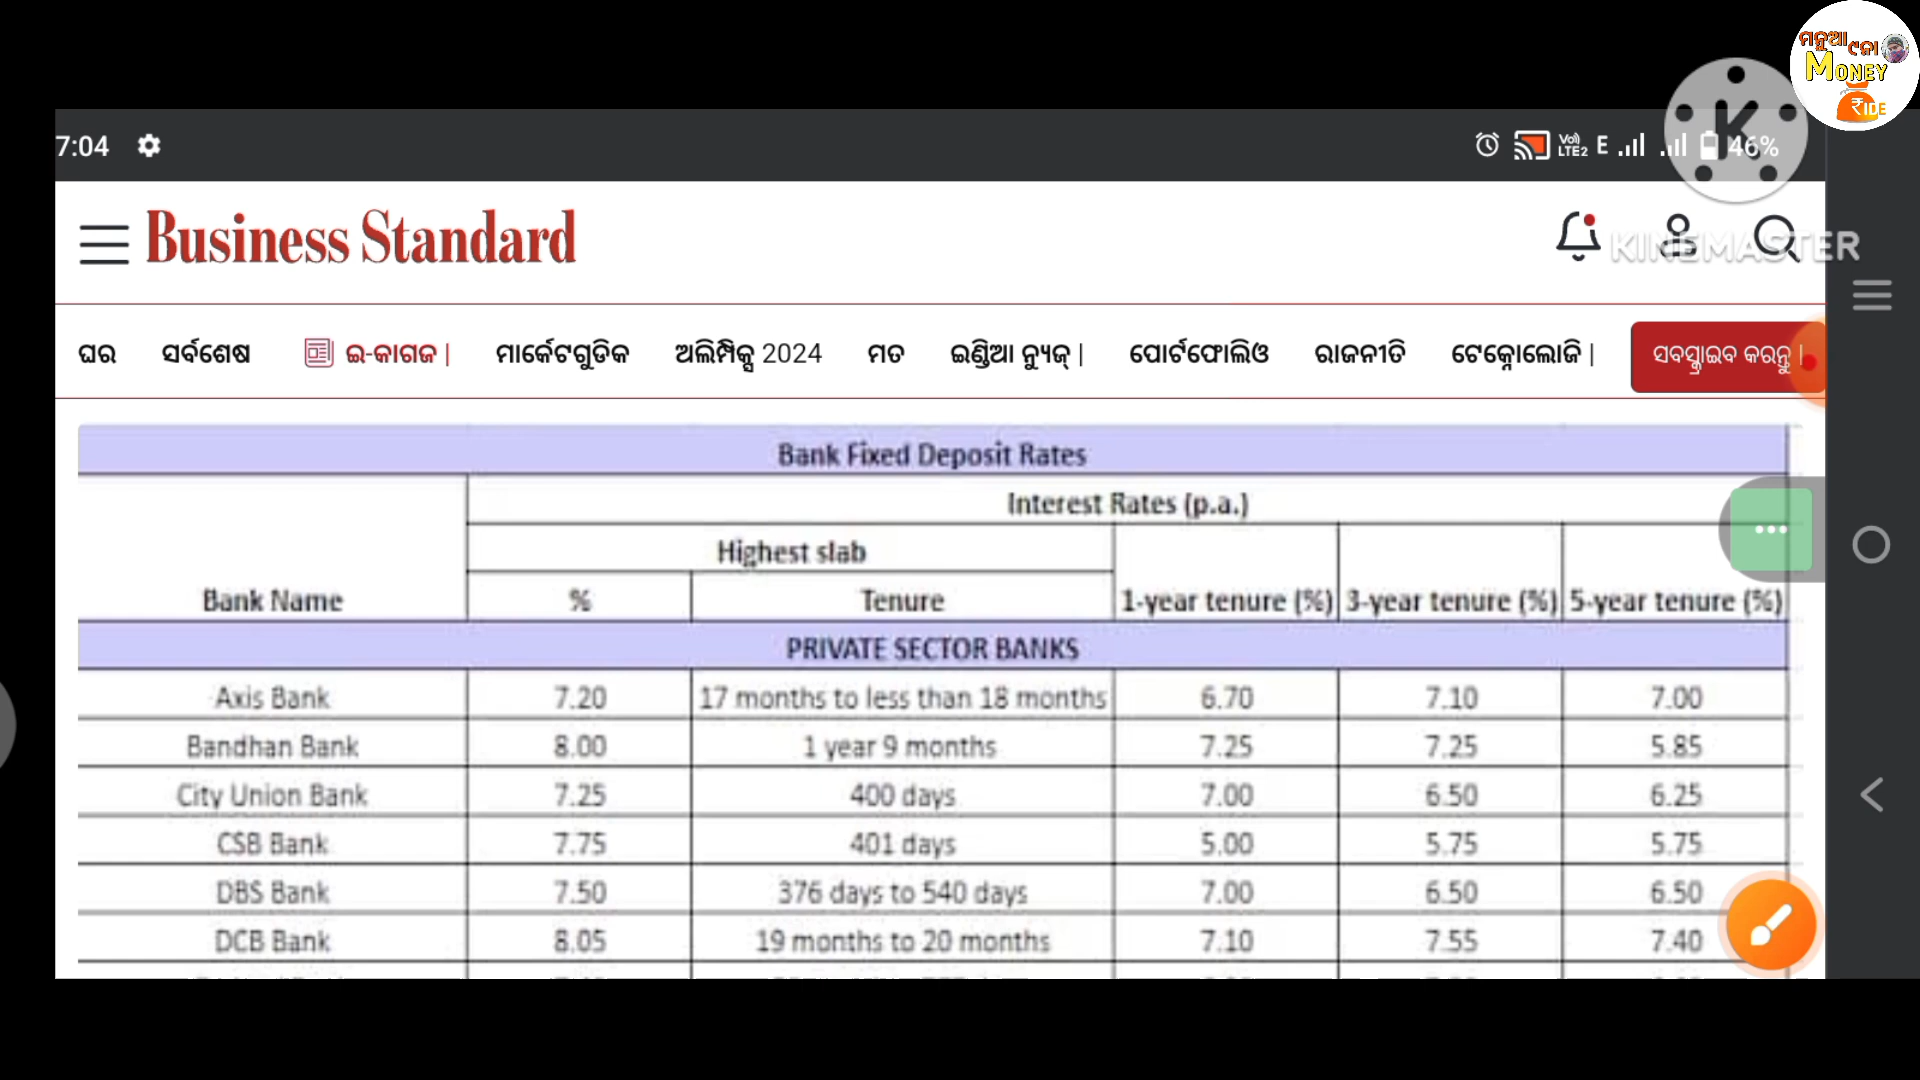 ମନୁଆ ଟଙ୍କା
MONEY
₹IDE
7:04
Vo)) LTE2 E 46%
K
KINEMASTER
Business Standard
ଘର ସର୍ବଶେଷ ଇ-କାଗଜ | ମାର୍କେଟଗୁଡିକ ଅଲିମ୍ପିକ୍ସ 2024 ମତ ଇଣ୍ଡିଆ ନ୍ୟୁଜ୍ | ପୋର୍ଟଫୋଲିଓ ରାଜନୀତି ଟେକ୍ନୋଲୋଜି | ସବସ୍କ୍ରାଇବ କରନ୍ତୁ |
Bank Fixed Deposit Rates
Interest Rates (p.a.)
Highest slab
Bank Name % Tenure 1-year tenure (%) 3-year tenure (%) 5-year tenure (%)
PRIVATE SECTOR BANKS
Axis Bank 7.20 17 months to less than 18 months 6.70 7.10 7.00
Bandhan Bank 8.00 1 year 9 months 7.25 7.25 5.85
City Union Bank 7.25 400 days 7.00 6.50 6.25
CSB Bank 7.75 401 days 5.00 5.75 5.75
DBS Bank 7.50 376 days to 540 days 7.00 6.50 6.50
DCB Bank 8.05 19 months to 20 months 7.10 7.55 7.40